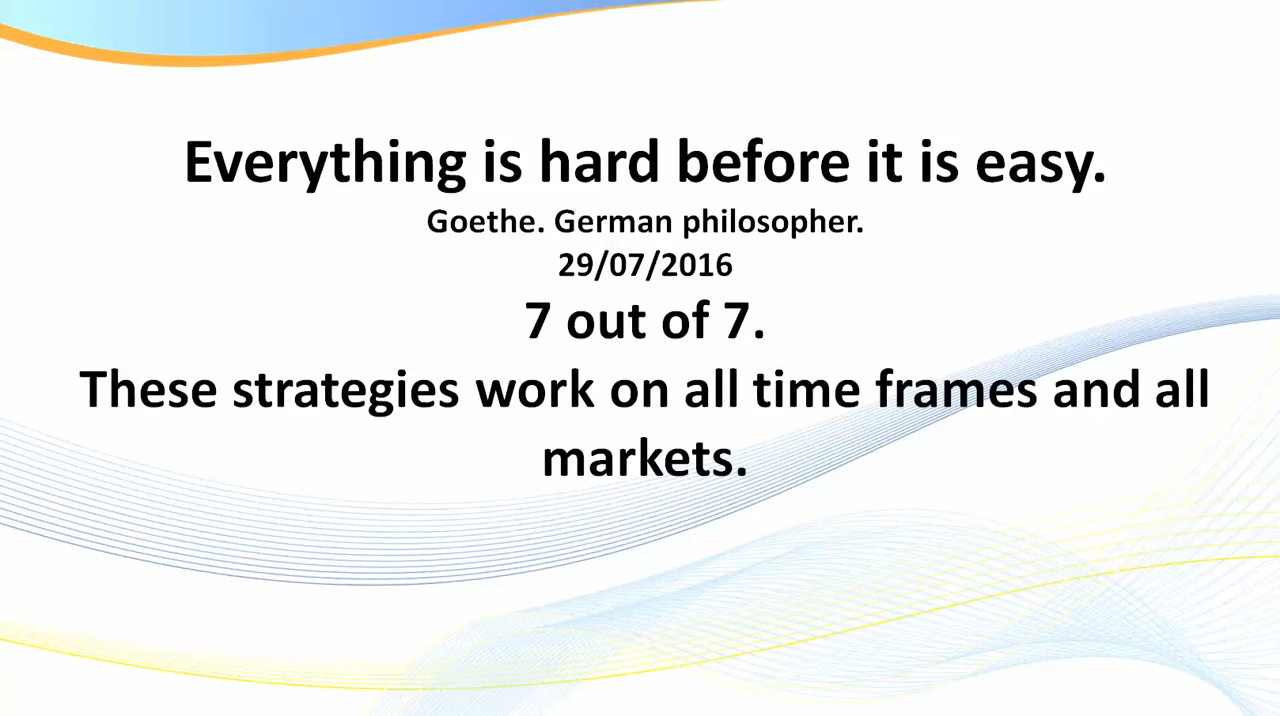 Everything is hard before it is easy.
Goethe. German philosopher.
29/07/2016
7 out of 7.
These strategies work on all time frames and all
markets.